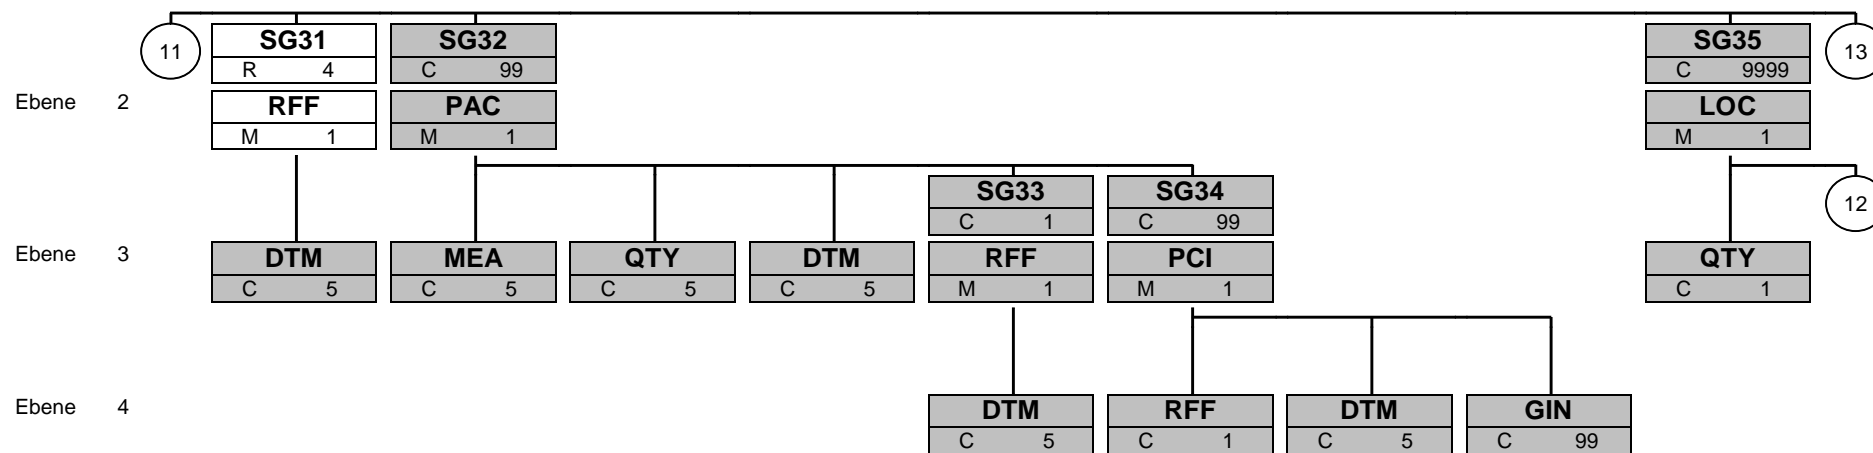 11 SG31 SG32 SG35 13
R 4 C 99 C 9999
Ebene 2 RFF PAC LOC
M 1 M 1 M 1
SG33 SG34 12
C 1 C 99
Ebene 3 DTM MEA QTY DTM RFF PCI QTY
C 5 C 5 C 5 C 5 M 1 M 1 C 1
Ebene 4 DTM RFF DTM GIN
C 5 C 1 C 5 C 99